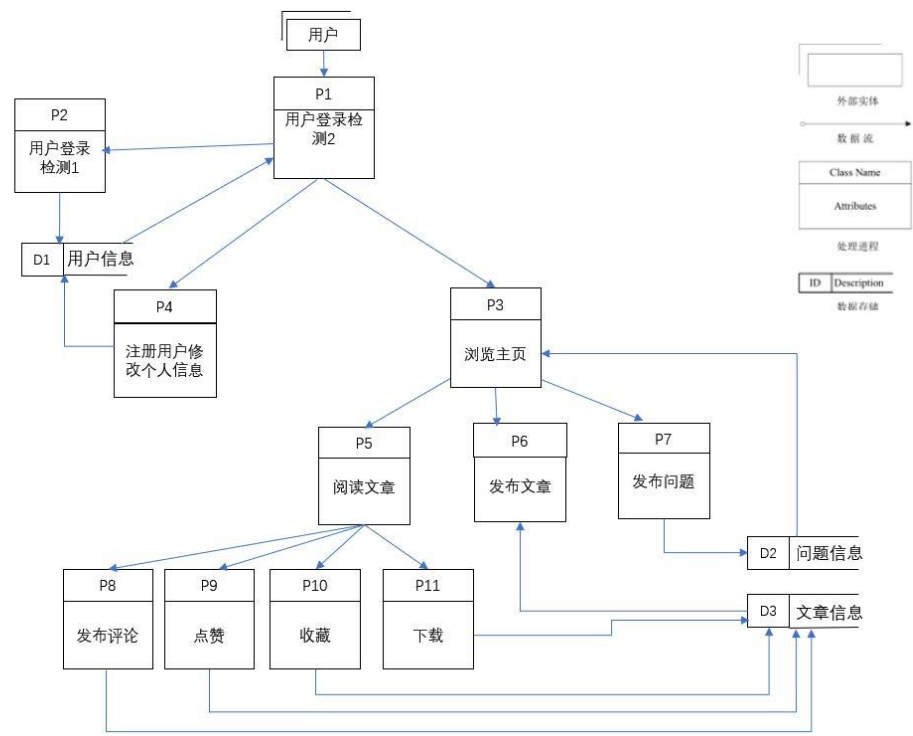 用户
外部实体
数据流
P1
用户登录检
测2
P2
用户登录
检测1
Class Name
Attributes
处理进程
D1
用户信息
ID
Description
数据存储
P4
注册用户修
改个人信息
P3
浏览主页
P5
阅读文章
P6
发布文章
P7
发布问题
D2
问题信息
D3
文章信息
P8
发布评论
P9
点赞
P10
收藏
P11
下载